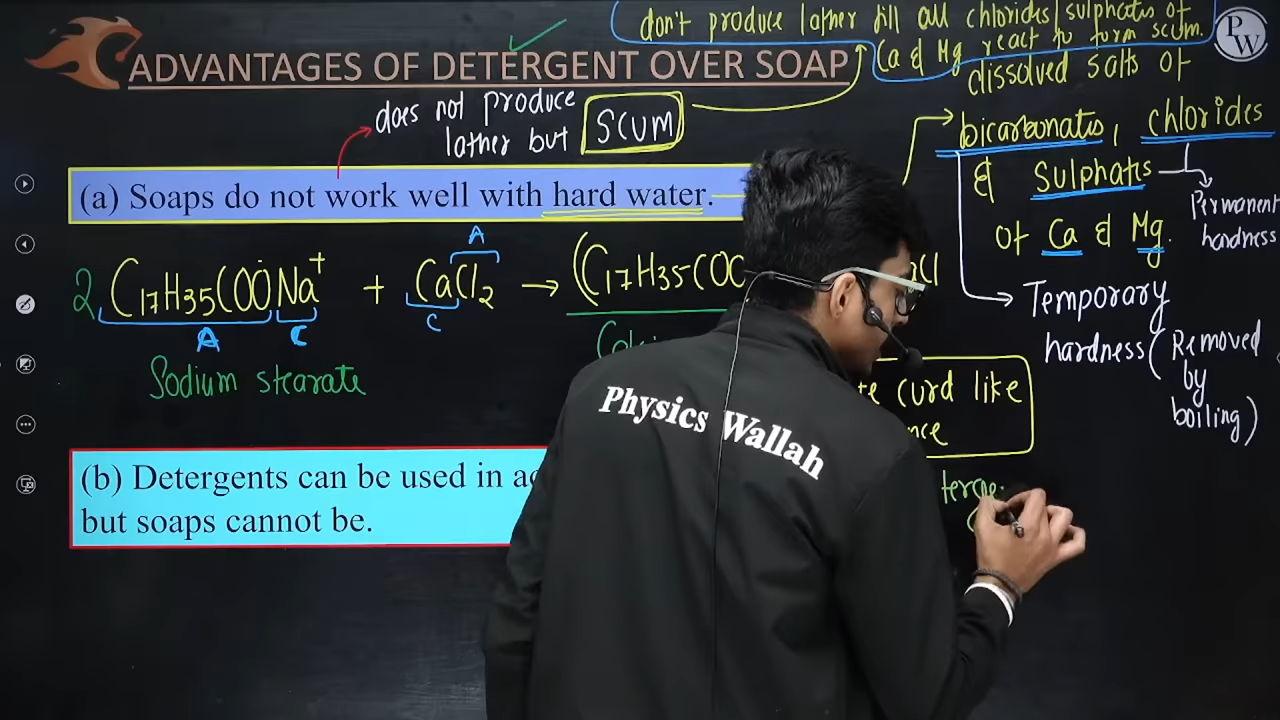 don't produce lather till all chlorides/sulphates of
Ca & Mg react to form scum.
PW
ADVANTAGES OF DETERGENT OVER SOAP
dissolved salts of
does not produce
lather but SCUM
bicarbonates, chlorides
(a) Soaps do not work well with hard water.
& Sulphates
Permanent
hardness
of Ca & Mg.
A
2 C17H35COO⁻Na⁺ + CaCl2 → (C17H35COO
Cl
A C C
Temporary
hardness (Removed
by
boiling)
Sodium stearate
curd like
Physics Wallah
(b) Detergents can be used in
but soaps cannot be.